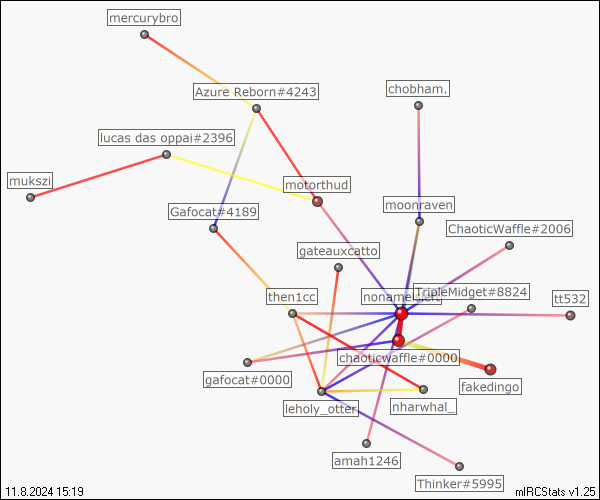 mercurybro
Azure Reborn#4243
chobham.
lucas das oppai#2396
mukszi
motorthud
Gafocat#4189
moonraven
ChaoticWaffle#2006
gateauxcatto
then1cc
TripleMidget#8824
tt532
chaoticwaffle#0000
gafocat#0000
fakedingo
leholy_otter
nharwhal_
amah1246
Thinker#5995
11.8.2024 15:19
mIRCStats v1.25